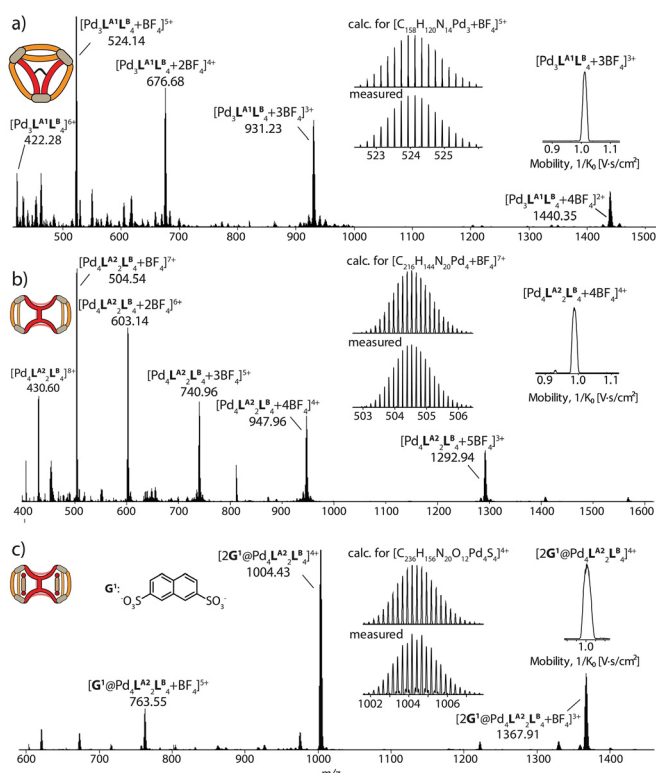 a)
[Pd₃Lᴬ¹Lᴮ₄+BF₄]⁵⁺
524.14
[Pd₃Lᴬ¹Lᴮ₄+2BF₄]⁴⁺
676.68
[Pd₃Lᴬ¹Lᴮ₄+3BF₄]³⁺
931.23
[Pd₃Lᴬ¹Lᴮ₄]⁶⁺
422.28
calc. for [C₁₅₈H₁₂₀N₁₄Pd₃+BF₄]⁵⁺
measured
523 524 525
[Pd₃Lᴬ¹Lᴮ₄+3BF₄]³⁺
0.9 1.0 1.1
Mobility, 1/K₀ [V·s/cm²]
[Pd₃Lᴬ¹Lᴮ₄+4BF₄]²⁺
1440.35
500 600 700 800 900 1000 1100 1200 1300 1400 1500
b)
[Pd₄Lᴬ²₂Lᴮ₄+BF₄]⁷⁺
504.54
[Pd₄Lᴬ²₂Lᴮ₄+2BF₄]⁶⁺
603.14
[Pd₄Lᴬ²₂Lᴮ₄]⁸⁺
430.60
[Pd₄Lᴬ²₂Lᴮ₄+3BF₄]⁵⁺
740.96
[Pd₄Lᴬ²₂Lᴮ₄+4BF₄]⁴⁺
947.96
calc. for [C₂₁₆H₁₄₄N₂₀Pd₄+BF₄]⁷⁺
measured
503 504 505 506
[Pd₄Lᴬ²₂Lᴮ₄+4BF₄]⁴⁺
0.9 1.0 1.1
Mobility, 1/K₀ [V·s/cm²]
[Pd₄Lᴬ²₂Lᴮ₄+5BF₄]³⁺
1292.94
400 500 600 700 800 900 1000 1100 1200 1300 1400 1500 1600
c)
G¹:
⁻O₃S SO₃⁻
[2G¹@Pd₄Lᴬ²₂Lᴮ₄]⁴⁺
1004.43
[G¹@Pd₄Lᴬ²₂Lᴮ₄+BF₄]⁵⁺
763.55
calc. for [C₂₃₆H₁₅₆N₂₀O₁₂Pd₄S₄]⁴⁺
measured
1002 1004 1006
[2G¹@Pd₄Lᴬ²₂Lᴮ₄]⁴⁺
1.0
Mobility, 1/K₀ [V·s/cm²]
[2G¹@Pd₄Lᴬ²₂Lᴮ₄+BF₄]³⁺
1367.91
600 700 800 900 1000 1100 1200 1300 1400
m/z